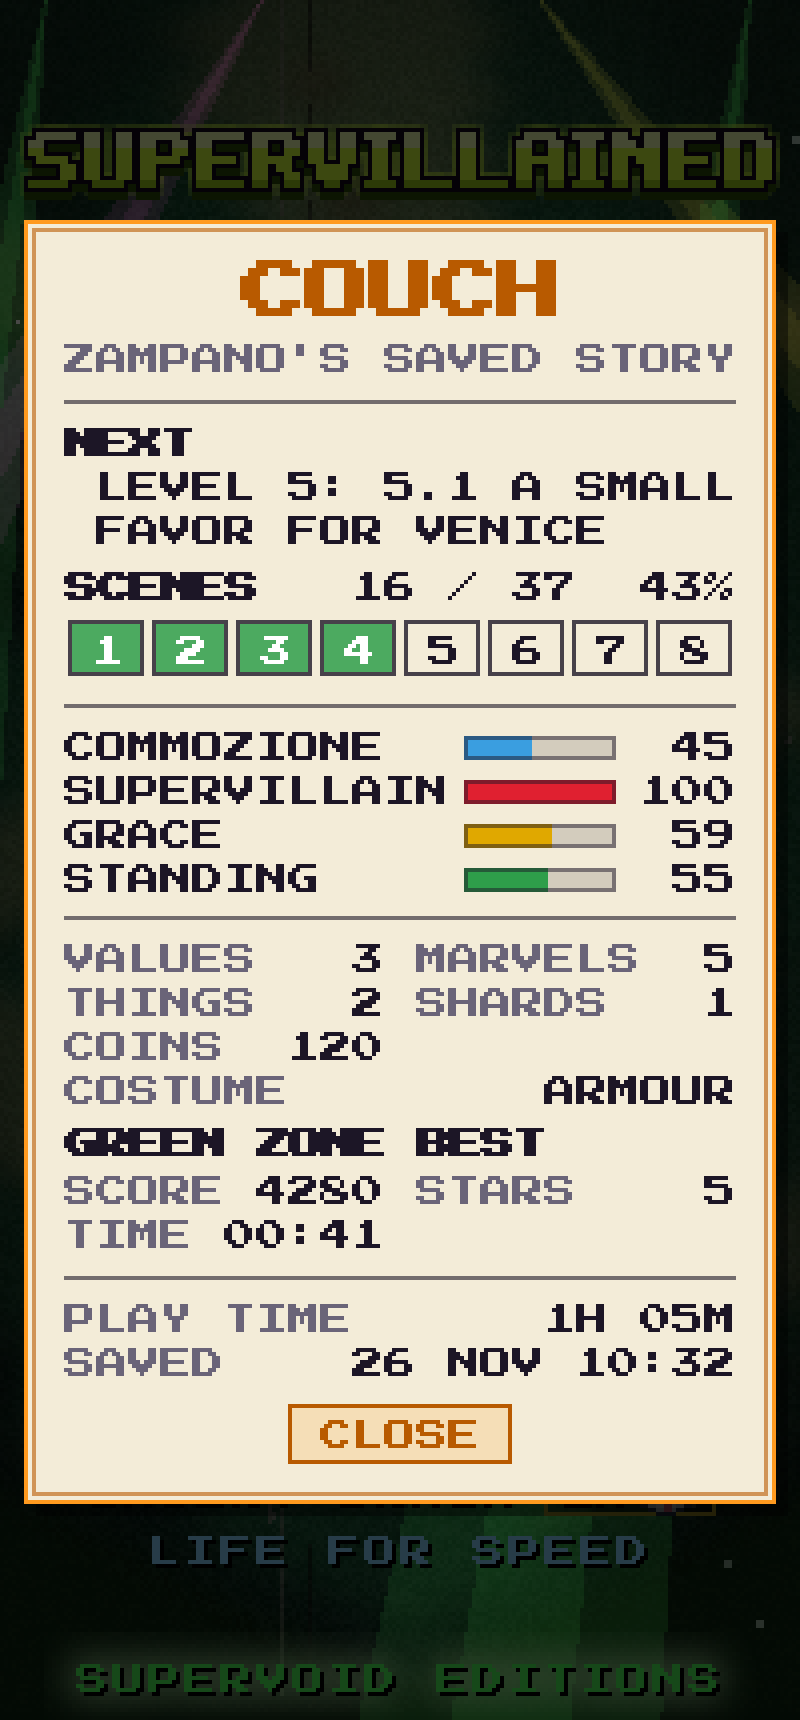 SUPERVILLAINED
COUCH
ZAMPANO'S SAVED STORY
NEXT
LEVEL 5: 5.1 A SMALL
FAVOR FOR VENICE
SCENES 16 / 37 43%
1 2 3 4 5 6 7 8
COMMOZIONE 45
SUPERVILLAIN 100
GRACE 59
STANDING 55
VALUES 3 MARVELS 5
THINGS 2 SHARDS 1
COINS 120
COSTUME ARMOUR
GREEN ZONE BEST
SCORE 4280 STARS 5
TIME 00:41
PLAY TIME 1H 05M
SAVED 26 NOV 10:32
CLOSE
LIFE FOR SPEED
SUPERVOID EDITIONS